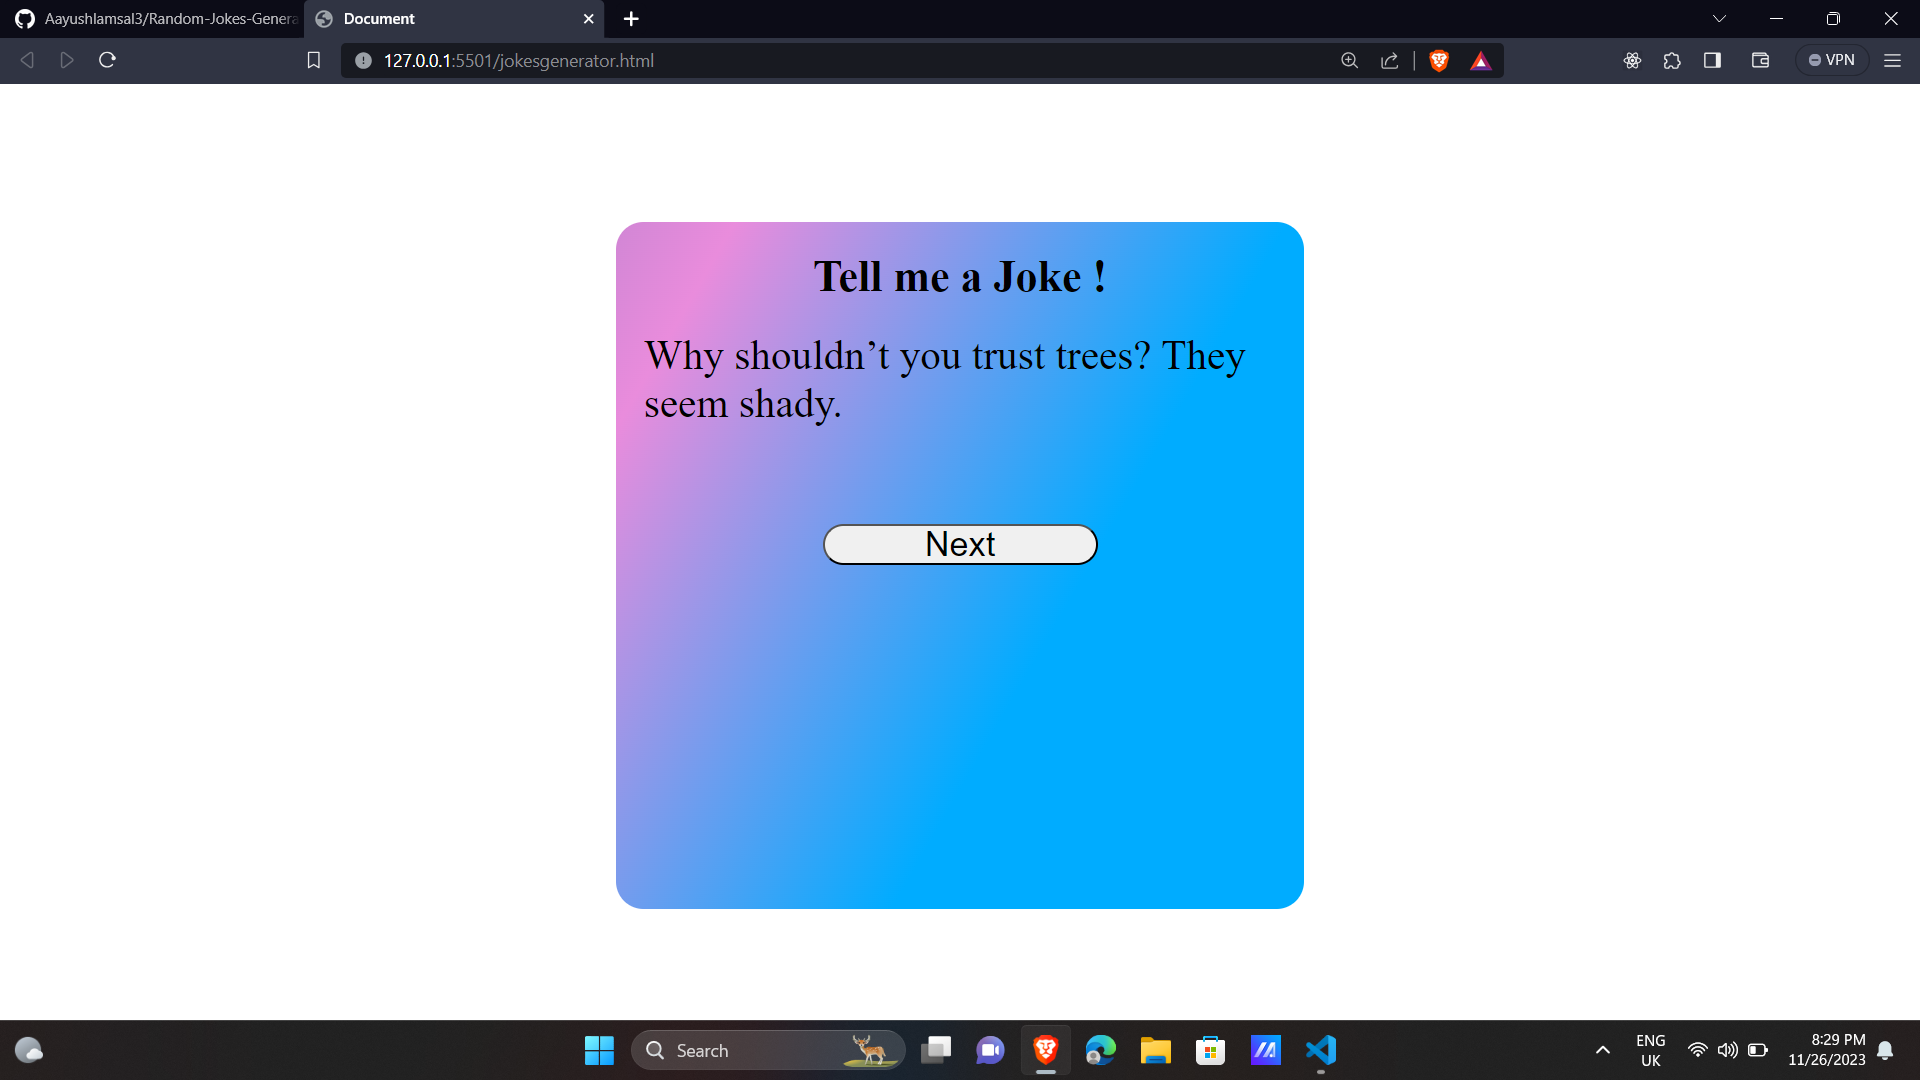 Aayushlamsal3/Random-Jokes-Genera
Document
127.0.0.1:5501/jokesgenerator.html
VPN
Tell me a Joke !
Why shouldn’t you trust trees? They
seem shady.
Next
Search
ENG
UK
8:29 PM
11/26/2023